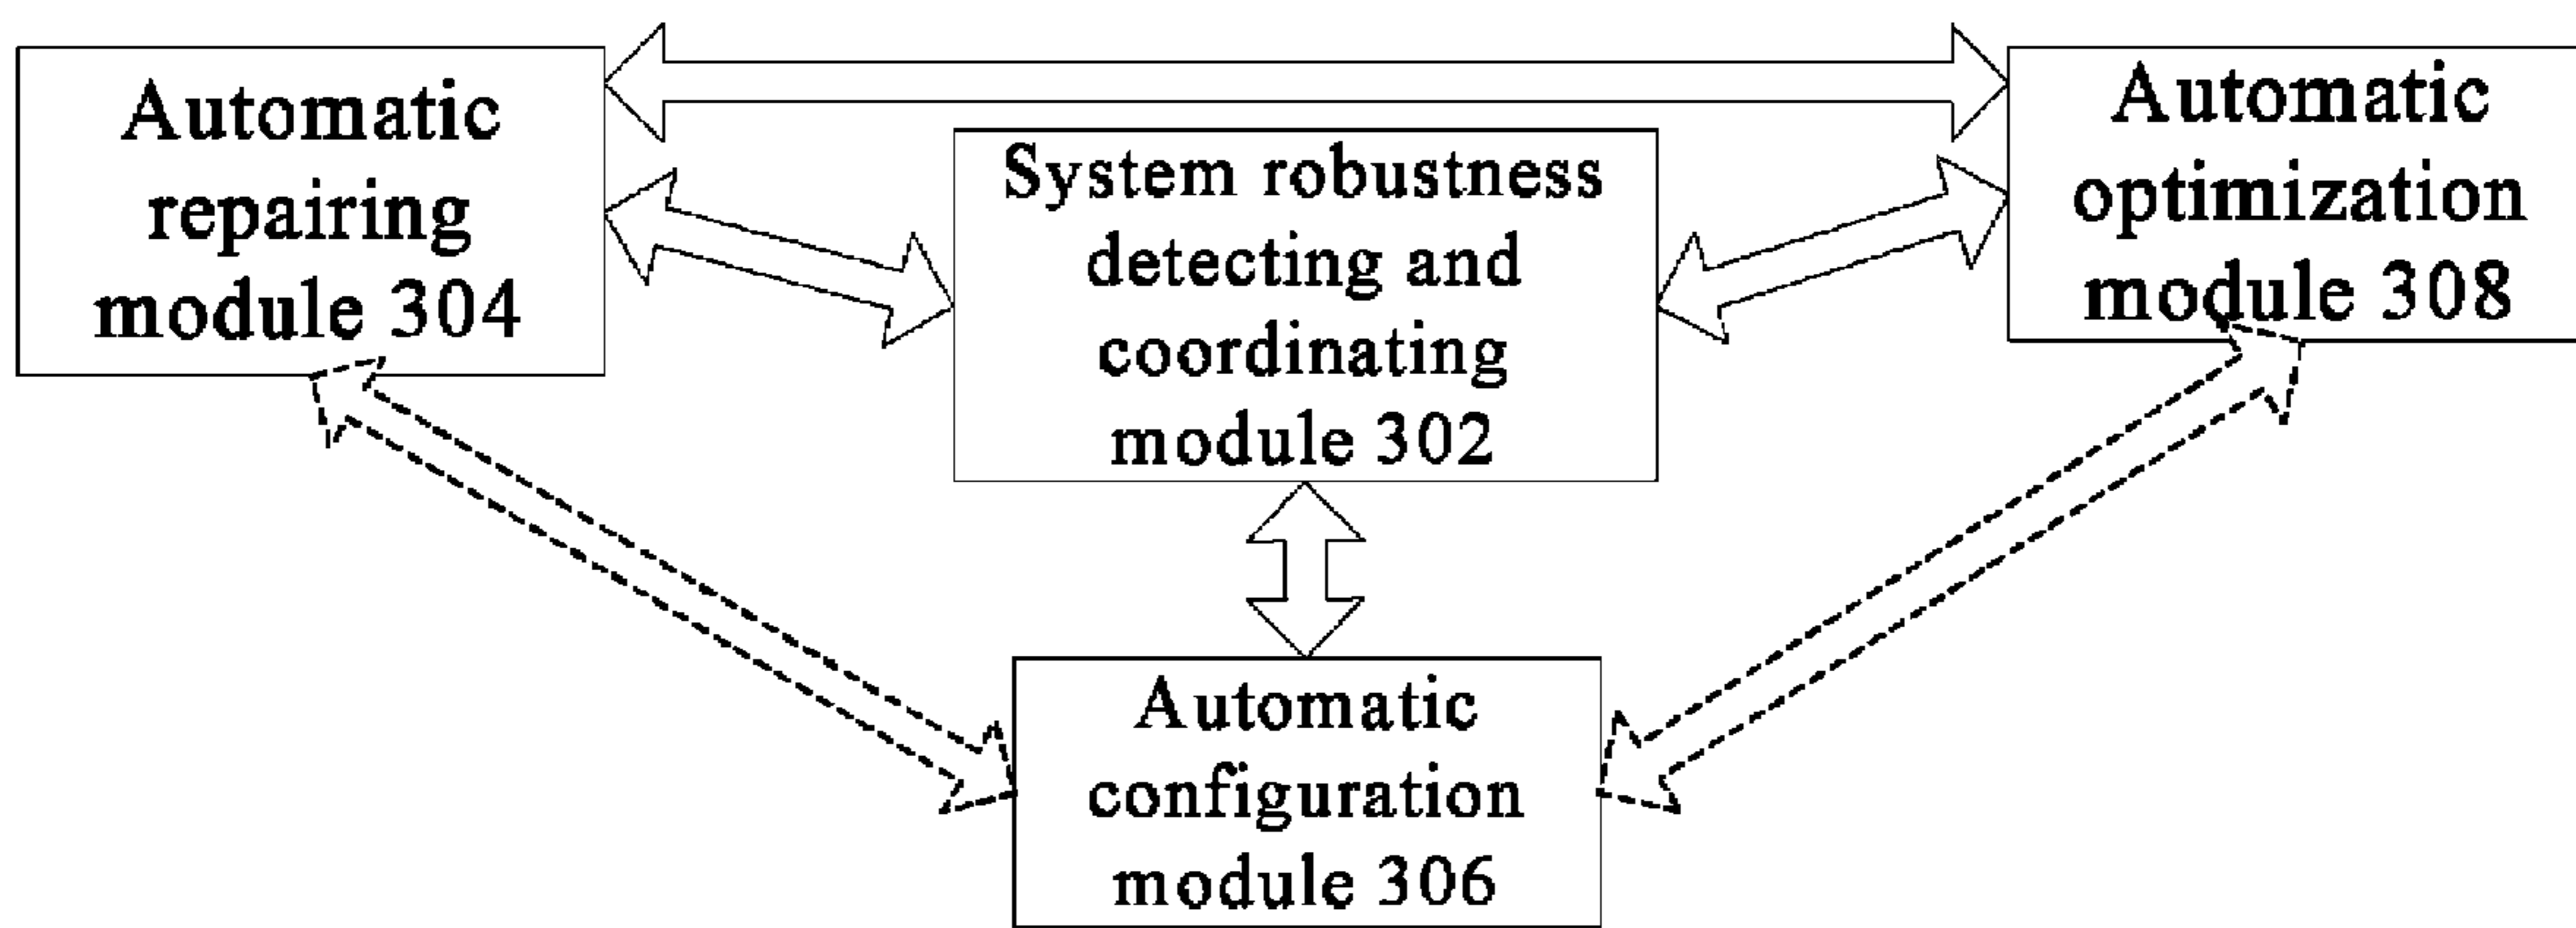 Automatic
repairing
module 304
System robustness
detecting and
coordinating
module 302
Automatic
optimization
module 308
Automatic
configuration
module 306